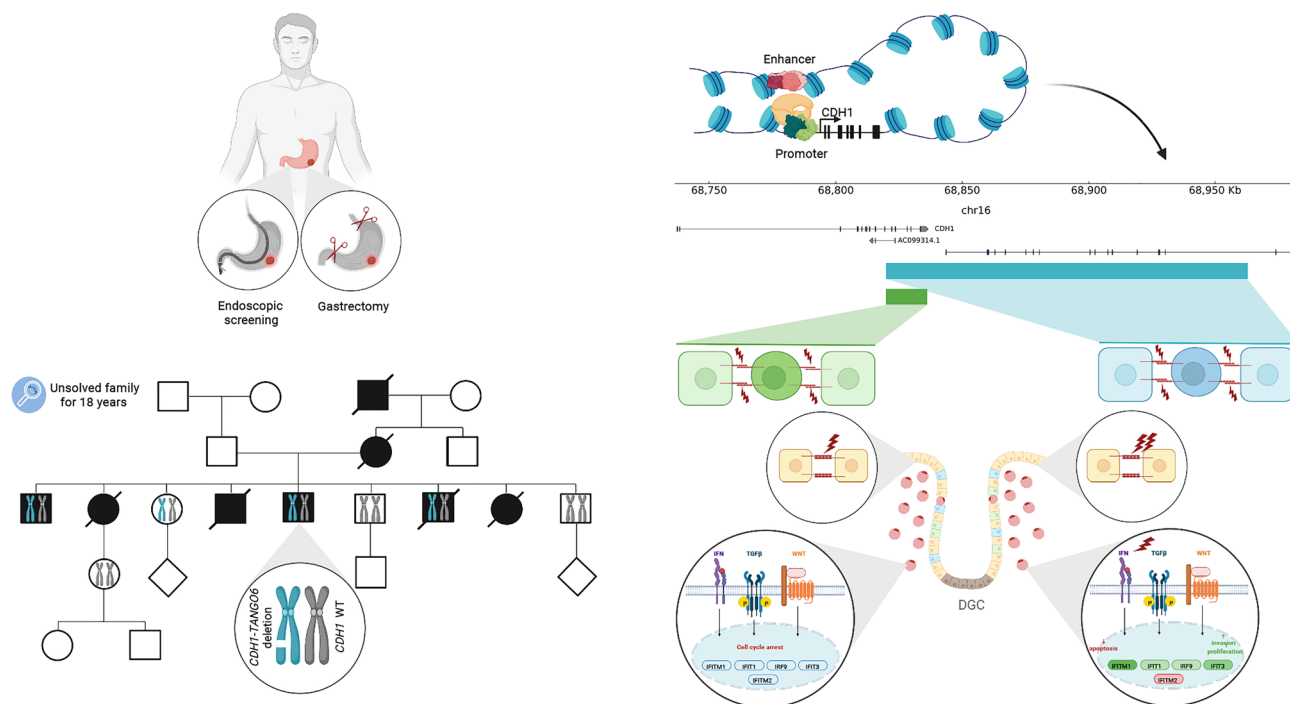 Endoscopic
screening
Gastrectomy
Unsolved family
for 18 years
CDH1-TANGO6
deletion
CDH1 WT
Enhancer
CDH1
Promoter
68,750
68,800
68,850
68,900
68,950 Kb
chr16
CDH1
AC099314.1
IFN
TGFβ
WNT
P
P
Cell cycle arrest
IFITM1
IFIT1
IRF9
IFIT3
IFITM2
DGC
IFN
TGFβ
WNT
P
P
↓
apoptosis
↑
invasion
proliferation
IFITM1
IFIT1
IRF9
IFIT3
IFITM2